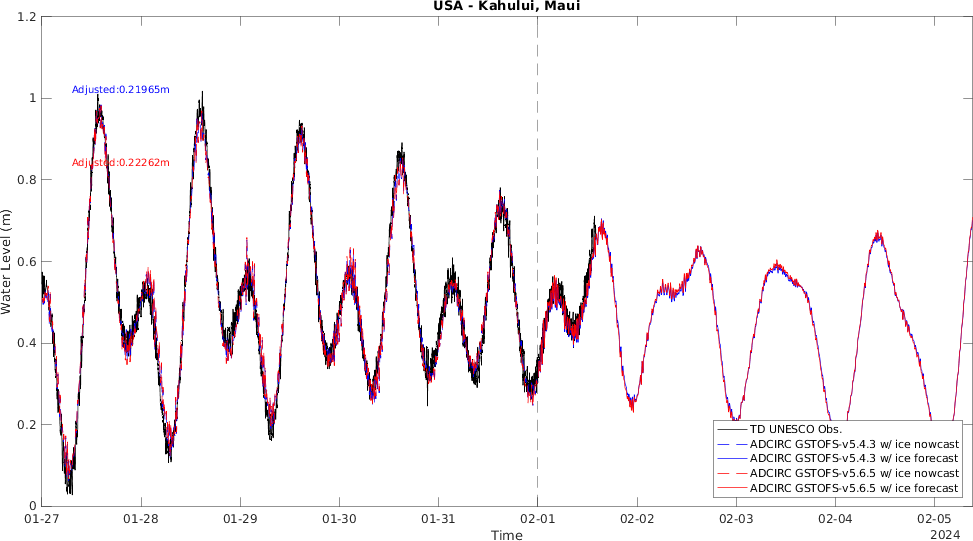 USA - Kahului, Maui
1.2
1
0.8
0.6
0.4
0.2
0
Water Level (m)
Adjusted:0.21965m
Adjusted:0.22262m
TD UNESCO Obs.
ADCIRC GSTOFS-v5.4.3 w/ ice nowcast
ADCIRC GSTOFS-v5.4.3 w/ ice forecast
ADCIRC GSTOFS-v5.6.5 w/ ice nowcast
ADCIRC GSTOFS-v5.6.5 w/ ice forecast
01-27 01-28 01-29 01-30 01-31 02-01 02-02 02-03 02-04 02-05
2024
Time